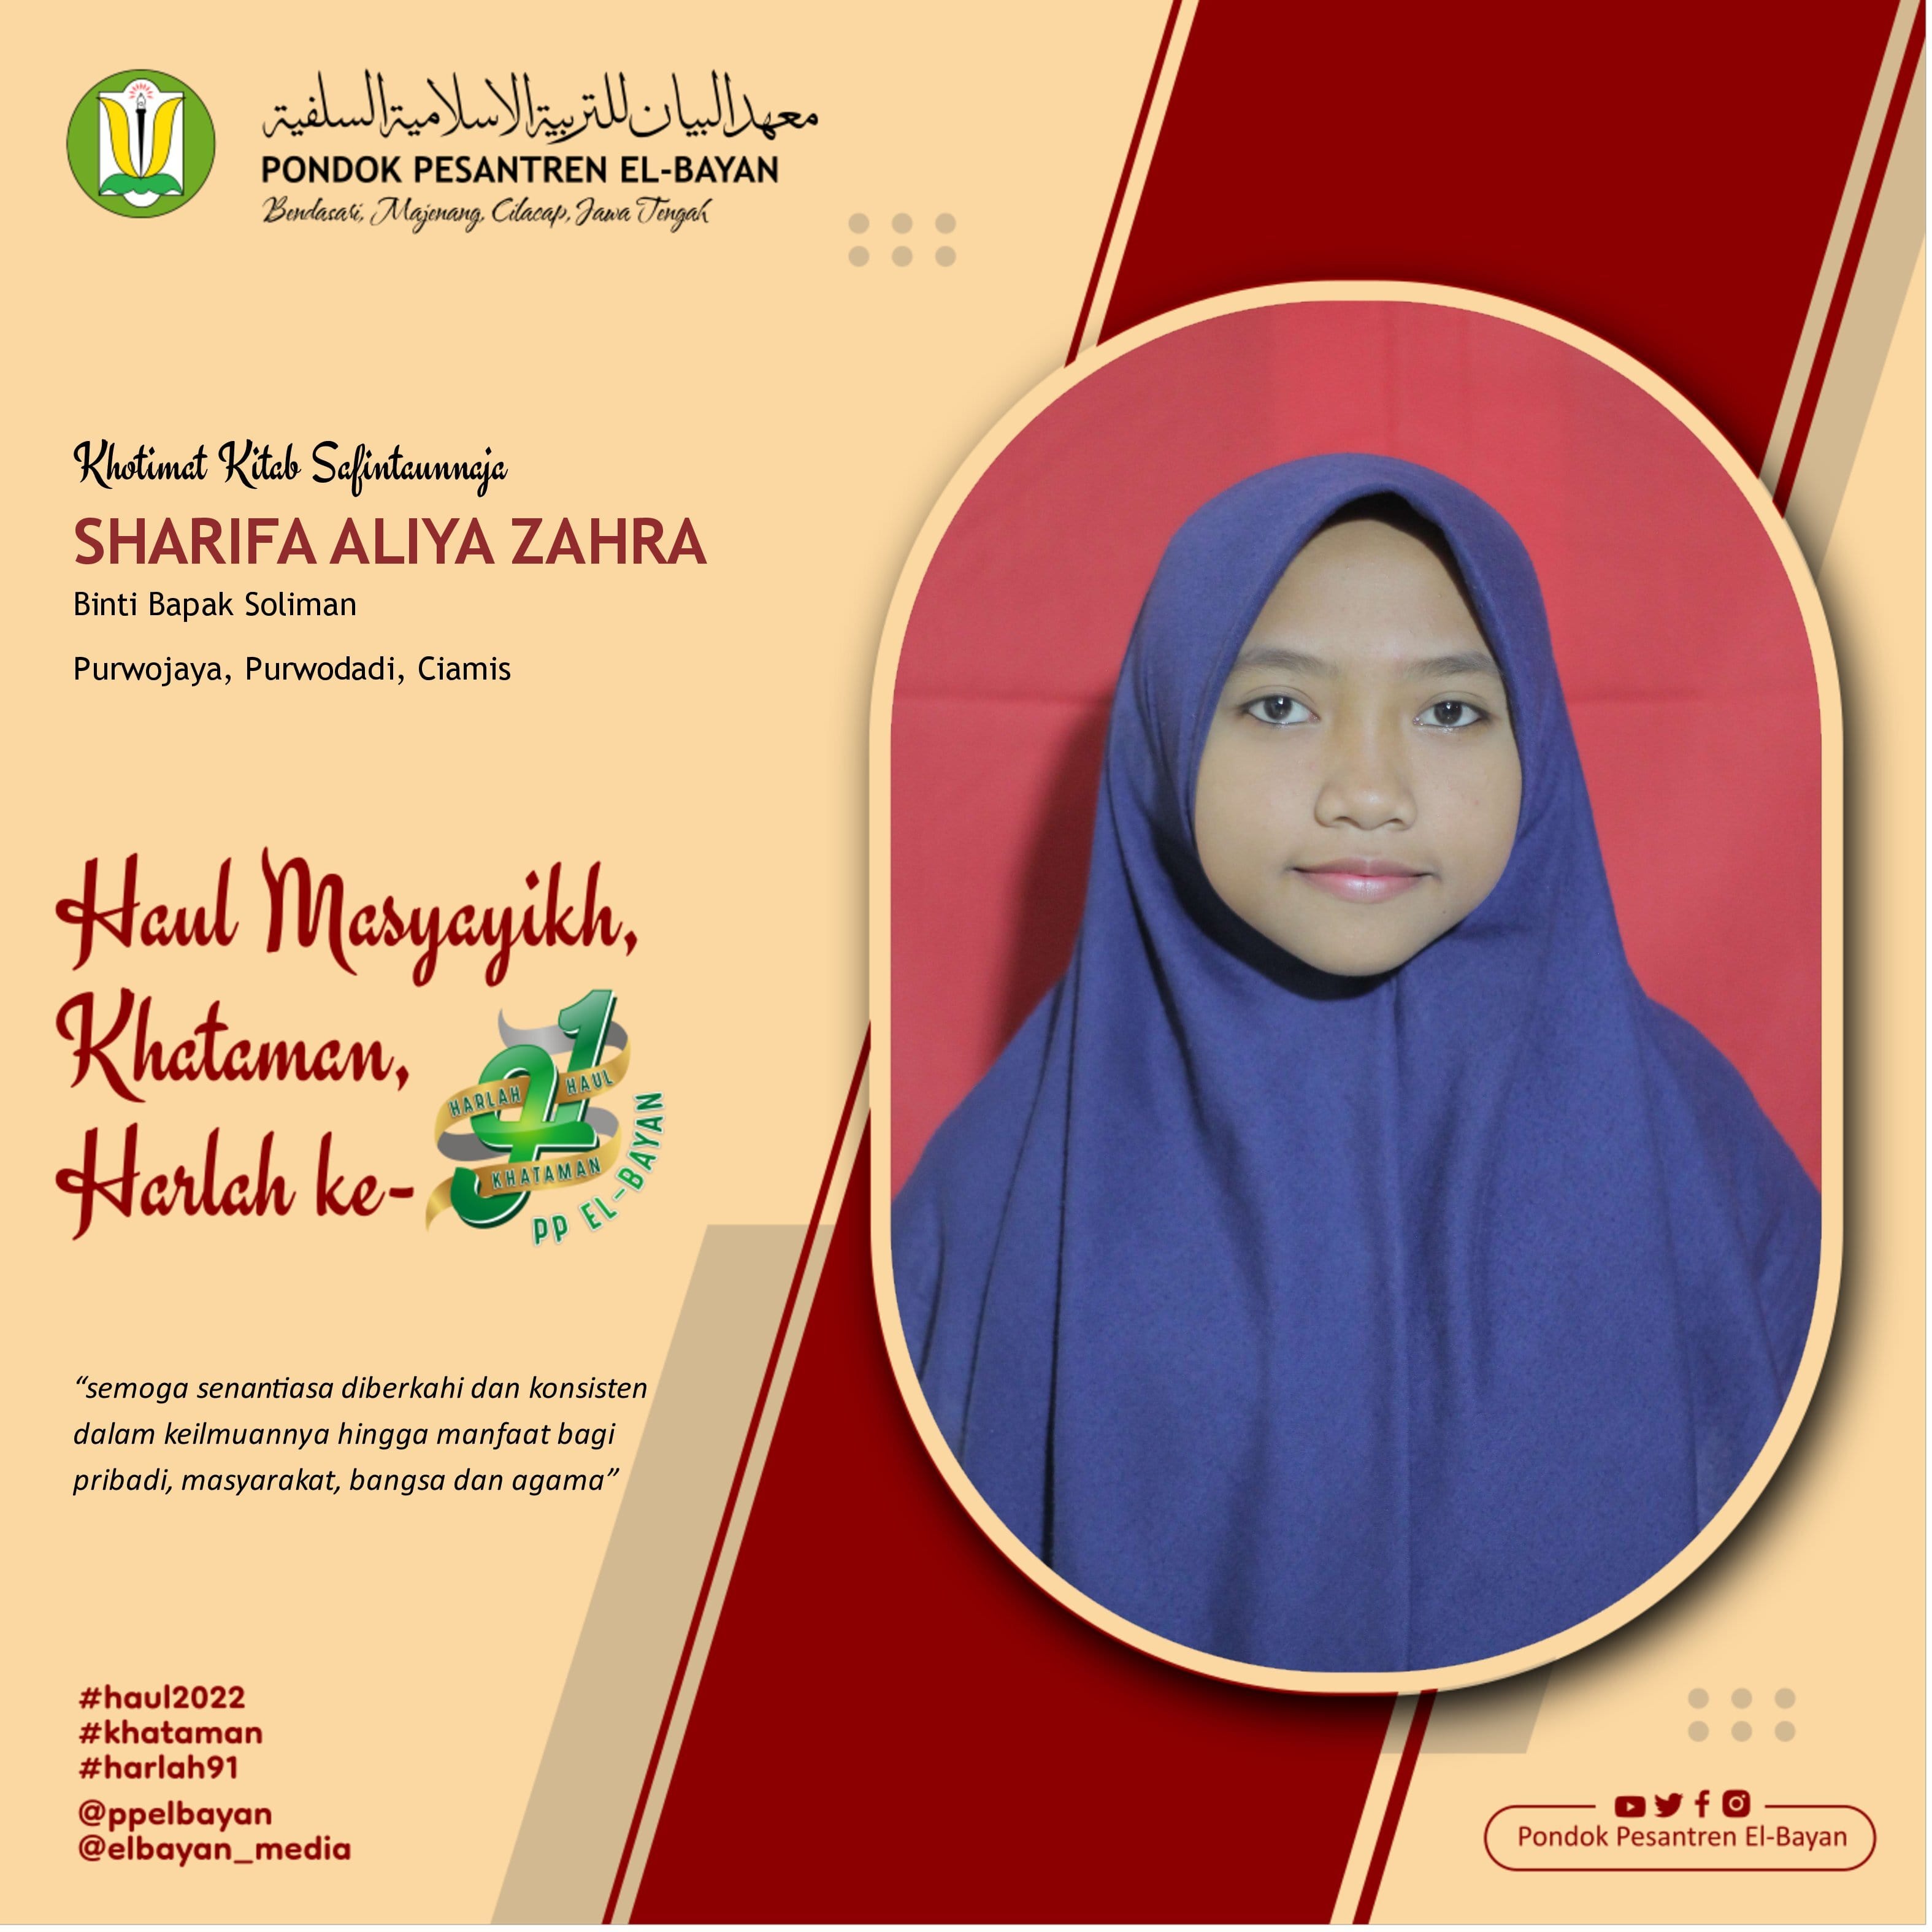 معهد البيان للتربية الاسلامية السلفية
PONDOK PESANTREN EL-BAYAN
Bendasari, Majenang, Cilacap, Jawa Tengah
Khotimat Kitab Safintaunnaja
SHARIFA ALIYA ZAHRA
Binti Bapak Soliman
Purwojaya, Purwodadi, Ciamis
Haul Masyayikh,
Khataman,
Harlah ke-
91
HARLAH HAUL
KHATAMAN
PP EL-BAYAN
“semoga senantiasa diberkahi dan konsisten
dalam keilmuannya hingga manfaat bagi
pribadi, masyarakat, bangsa dan agama”
#haul2022
#khataman
#harlah91
@ppelbayan
@elbayan_media
Pondok Pesantren El-Bayan